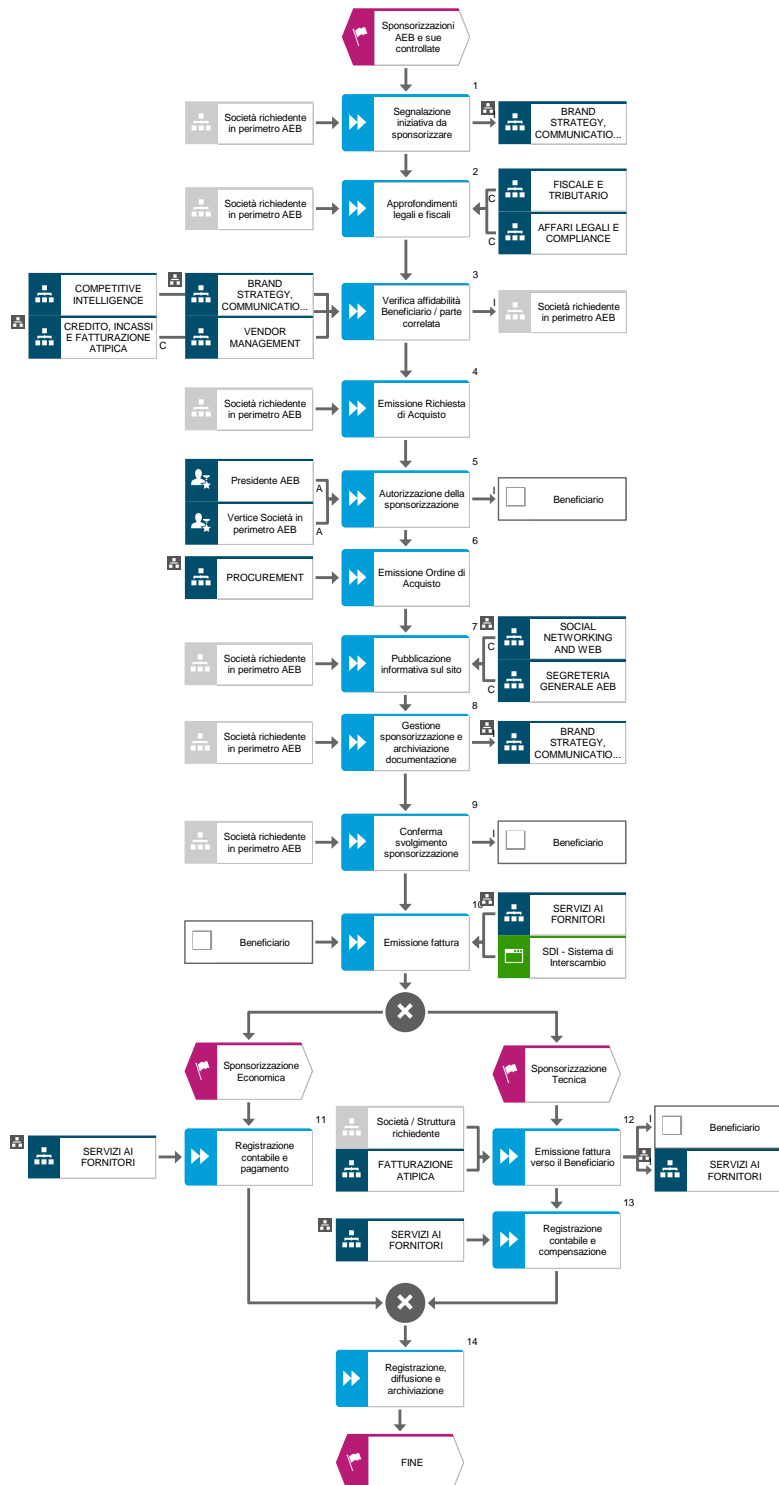 Sponsorizzazioni
AEB e sue
controllate
1
Società richiedente
in perimetro AEB
Segnalazione
iniziativa da
sponsorizzare
I
BRAND
STRATEGY,
COMMUNICATIO...
2
Società richiedente
in perimetro AEB
Approfondimenti
legali e fiscali
C
FISCALE E
TRIBUTARIO
C
AFFARI LEGALI E
COMPLIANCE
3
COMPETITIVE
INTELLIGENCE
BRAND
STRATEGY,
COMMUNICATIO...
CREDITO, INCASSI
E FATTURAZIONE
ATIPICA
C
VENDOR
MANAGEMENT
Verifica affidabilità
Beneficiario / parte
correlata
I
Società richiedente
in perimetro AEB
4
Società richiedente
in perimetro AEB
Emissione Richiesta
di Acquisto
5
Presidente AEB
A
Vertice Società in
perimetro AEB
A
Autorizzazione della
sponsorizzazione
I
Beneficiario
6
PROCUREMENT
Emissione Ordine di
Acquisto
7
Società richiedente
in perimetro AEB
Pubblicazione
informativa sul sito
C
SOCIAL
NETWORKING
AND WEB
C
SEGRETERIA
GENERALE AEB
8
Società richiedente
in perimetro AEB
Gestione
sponsorizzazione e
archiviazione
documentazione
I
BRAND
STRATEGY,
COMMUNICATIO...
9
Società richiedente
in perimetro AEB
Conferma
svolgimento
sponsorizzazione
I
Beneficiario
10
Beneficiario
Emissione fattura
SERVIZI AI
FORNITORI
SDI - Sistema di
Interscambio
Sponsorizzazione
Economica
Sponsorizzazione
Tecnica
11
SERVIZI AI
FORNITORI
Registrazione
contabile e
pagamento
12
Società / Struttura
richiedente
FATTURAZIONE
ATIPICA
Emissione fattura
verso il Beneficiario
I
Beneficiario
I
SERVIZI AI
FORNITORI
13
SERVIZI AI
FORNITORI
Registrazione
contabile e
compensazione
14
Registrazione,
diffusione e
archiviazione
FINE